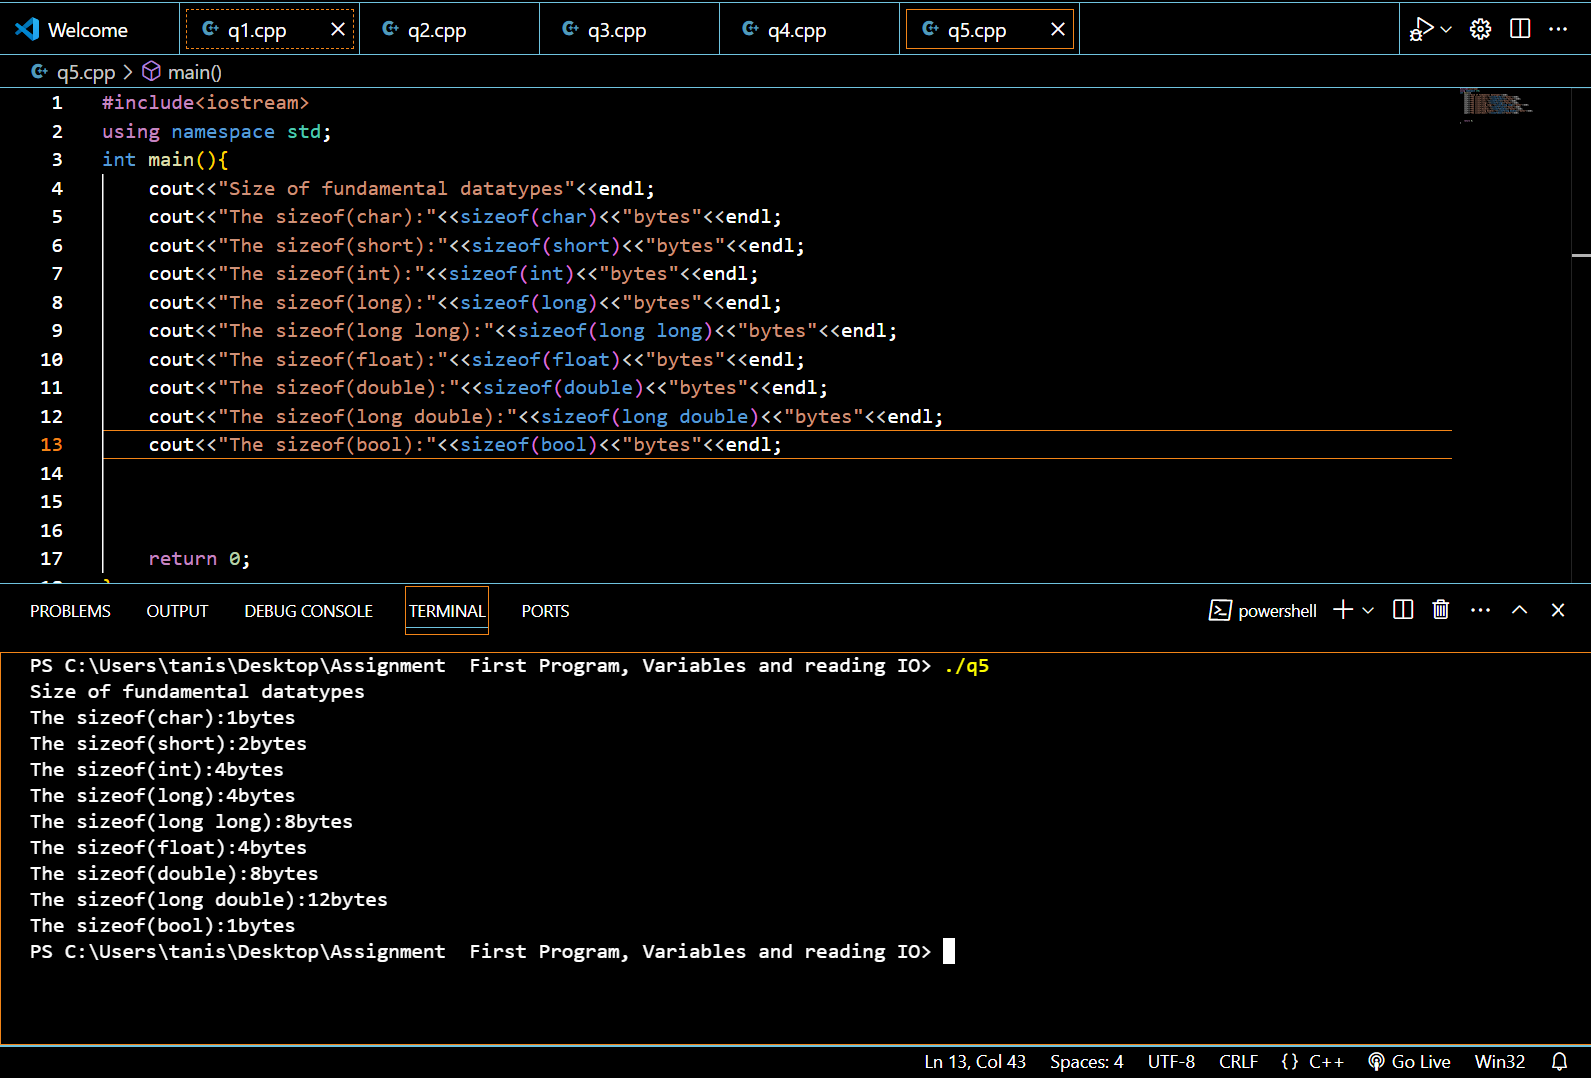 Welcome q1.cpp q2.cpp q3.cpp q4.cpp q5.cpp
q5.cpp > main()
1 #include<iostream>
2 using namespace std;
3 int main(){
4     cout<<"Size of fundamental datatypes"<<endl;
5     cout<<"The sizeof(char):"<<sizeof(char)<<"bytes"<<endl;
6     cout<<"The sizeof(short):"<<sizeof(short)<<"bytes"<<endl;
7     cout<<"The sizeof(int):"<<sizeof(int)<<"bytes"<<endl;
8     cout<<"The sizeof(long):"<<sizeof(long)<<"bytes"<<endl;
9     cout<<"The sizeof(long long):"<<sizeof(long long)<<"bytes"<<endl;
10     cout<<"The sizeof(float):"<<sizeof(float)<<"bytes"<<endl;
11     cout<<"The sizeof(double):"<<sizeof(double)<<"bytes"<<endl;
12     cout<<"The sizeof(long double):"<<sizeof(long double)<<"bytes"<<endl;
13     cout<<"The sizeof(bool):"<<sizeof(bool)<<"bytes"<<endl;
14
15
16
17     return 0;
PROBLEMS OUTPUT DEBUG CONSOLE TERMINAL PORTS powershell
PS C:\Users\tanis\Desktop\Assignment  First Program, Variables and reading IO> ./q5
Size of fundamental datatypes
The sizeof(char):1bytes
The sizeof(short):2bytes
The sizeof(int):4bytes
The sizeof(long):4bytes
The sizeof(long long):8bytes
The sizeof(float):4bytes
The sizeof(double):8bytes
The sizeof(long double):12bytes
The sizeof(bool):1bytes
PS C:\Users\tanis\Desktop\Assignment  First Program, Variables and reading IO>
Ln 13, Col 43 Spaces: 4 UTF-8 CRLF {} C++ Go Live Win32